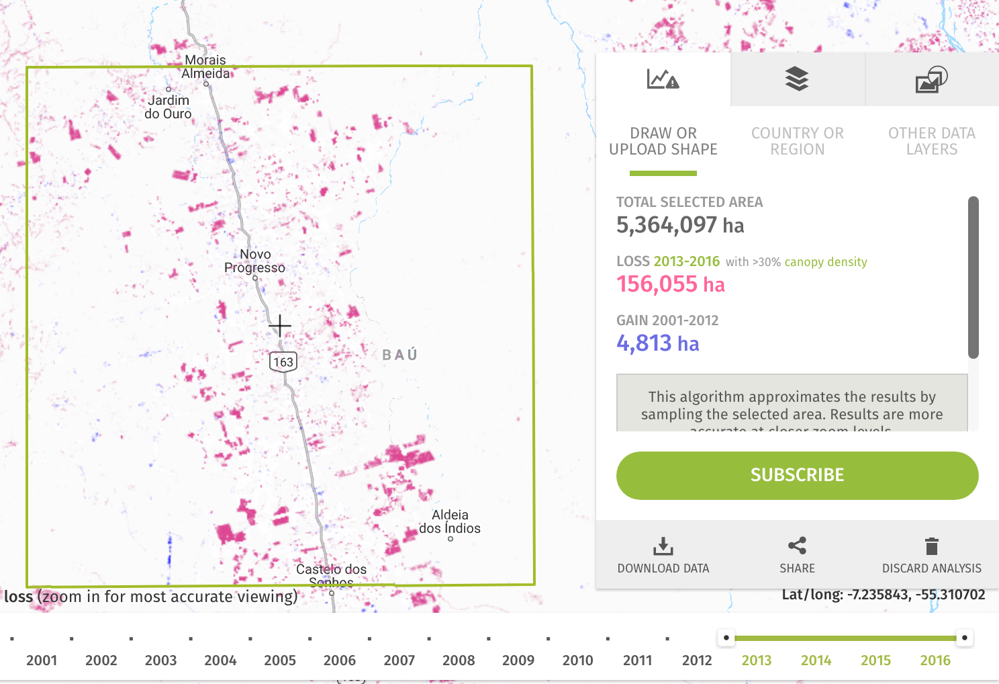 Morais
Almeida
Jardim
do Ouro
Novo
Progresso
163
BAÚ
Aldeia
dos Índios
Castelo dos
Sonhos
loss (zoom in for most accurate viewing)
DRAW OR
UPLOAD SHAPE
COUNTRY OR
REGION
OTHER DATA
LAYERS
TOTAL SELECTED AREA
5,364,097 ha
LOSS 2013-2016 with >30% canopy density
156,055 ha
GAIN 2001-2012
4,813 ha
This algorithm approximates the results by
sampling the selected area. Results are more
accurate at closer zoom levels.
SUBSCRIBE
DOWNLOAD DATA
SHARE
DISCARD ANALYSIS
Lat/long: -7.235843, -55.310702
2001 2002 2003 2004 2005 2006 2007 2008 2009 2010 2011 2012 2013 2014 2015 2016